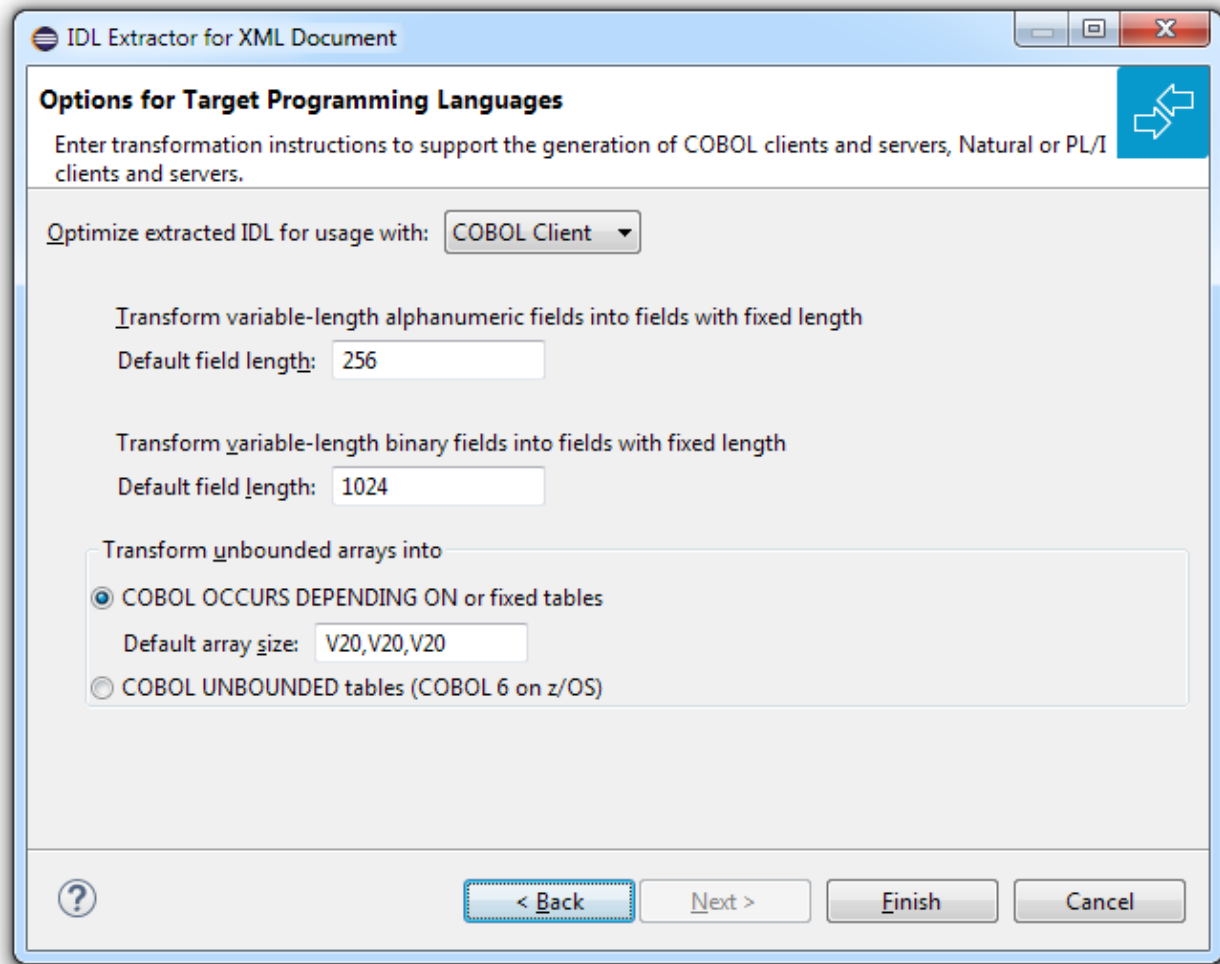 IDL Extractor for XML Document
Options for Target Programming Languages
Enter transformation instructions to support the generation of COBOL clients and servers, Natural or PL/I
clients and servers.
Optimize extracted IDL for usage with: COBOL Client
Transform variable-length alphanumeric fields into fields with fixed length
Default field length: 256
Transform variable-length binary fields into fields with fixed length
Default field length: 1024
Transform unbounded arrays into
COBOL OCCURS DEPENDING ON or fixed tables
Default array size: V20,V20,V20
COBOL UNBOUNDED tables (COBOL 6 on z/OS)
? < Back Next > Finish Cancel